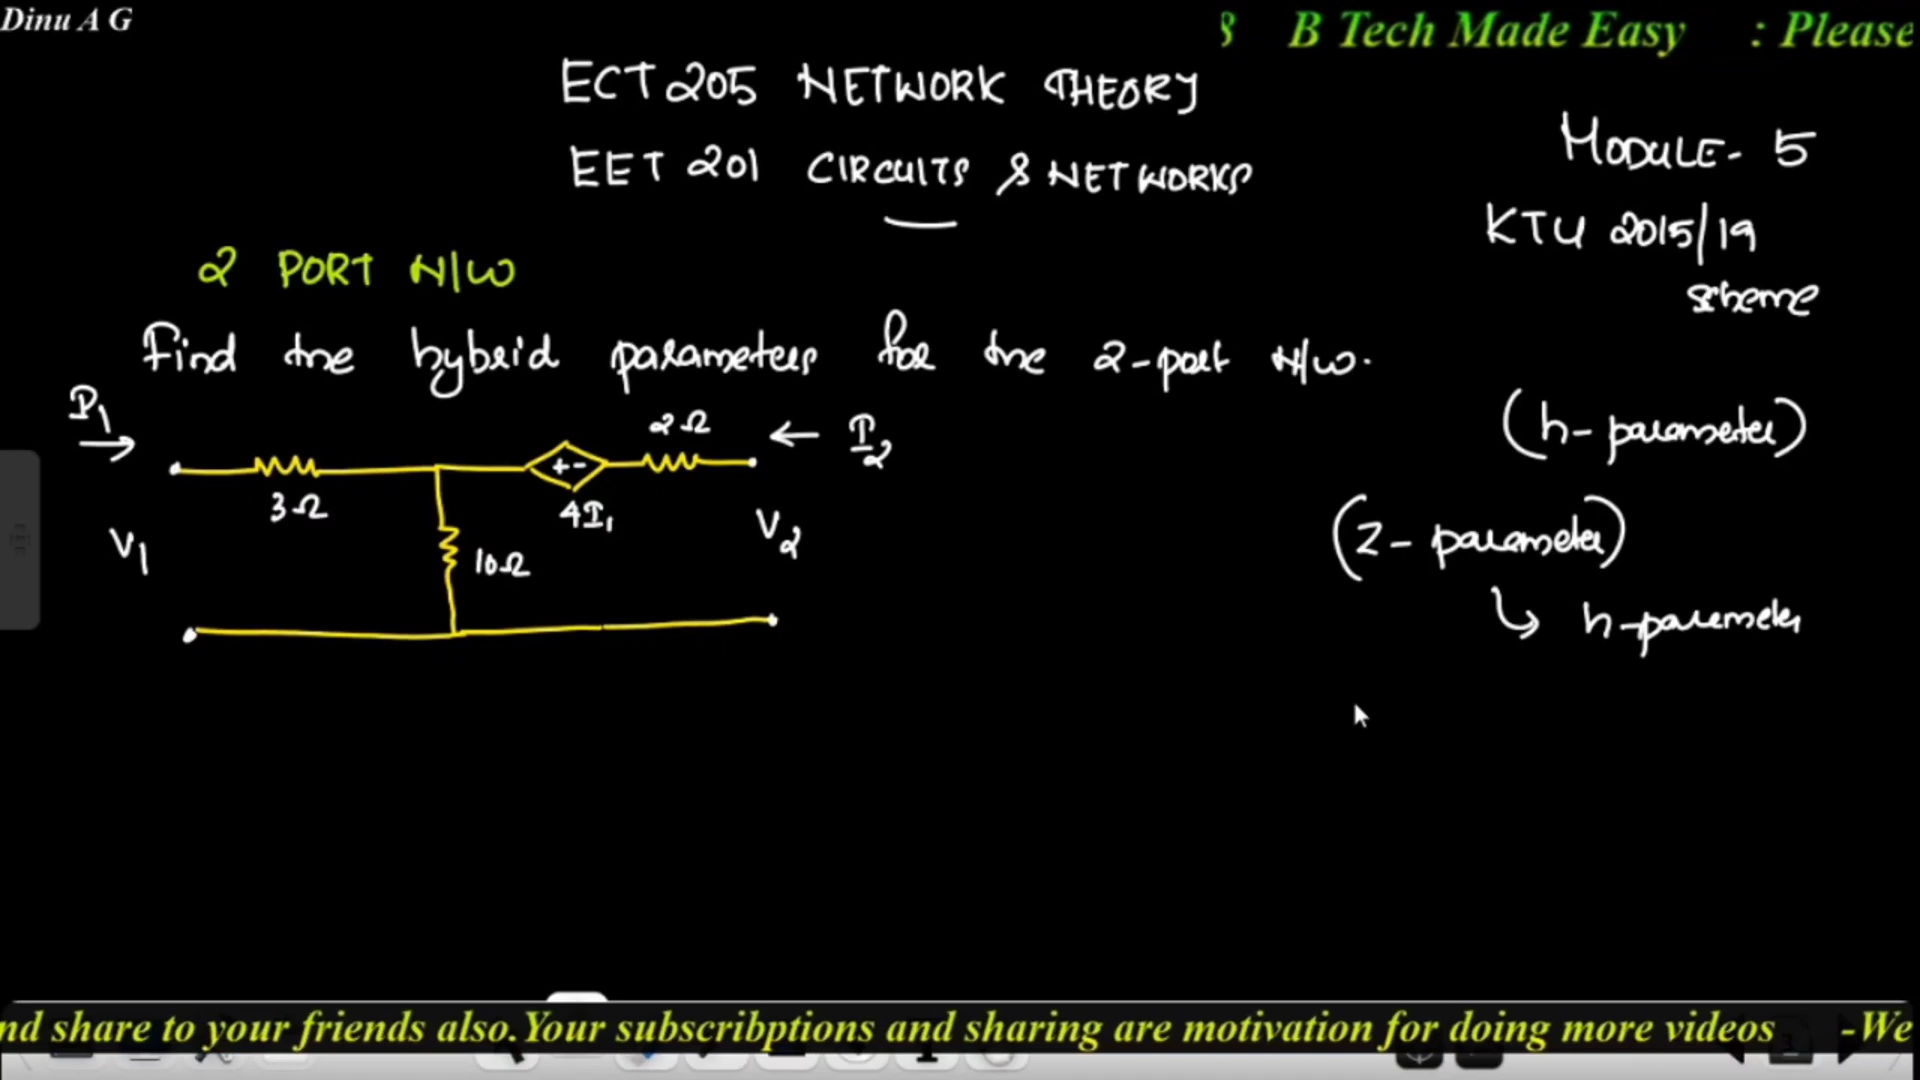 Dinu A G
8 B Tech Made Easy : Please
ECT 205 NETWORK THEORY
EET 201 CIRCUITS & NETWORKS
MODULE- 5
KTU 2015/19
scheme
2 PORT N/W
Find the hybrid parameters for the 2-port N/W.
(h- parameter)
(Z- parameter)
↳ h-parameter
I1
→
3Ω
V1
10Ω
+-
4I1
2Ω
← I2
V2
nd share to your friends also. Your subscribptions and sharing are motivation for doing more videos -We